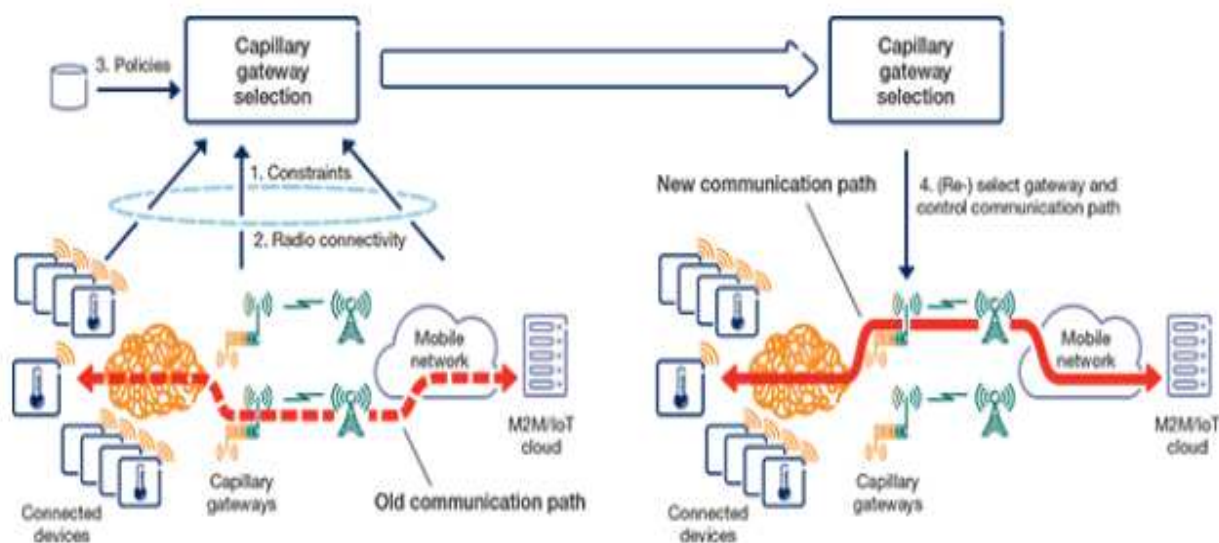 Capillary
gateway
selection
3. Policies
1. Constraints
2. Radio connectivity
Mobile
network
M2M/IoT
cloud
Capillary
gateways
Old communication path
Connected
devices
Capillary
gateway
selection
New communication path
4. (Re-) select gateway and
control communication path
Mobile
network
M2M/IoT
cloud
Capillary
gateways
Connected
devices